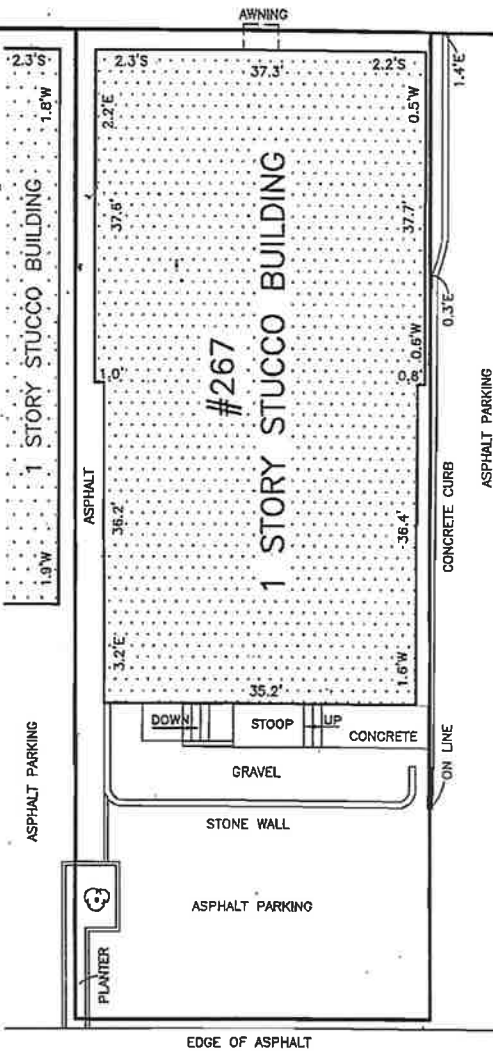 AWNING
2.3'S
2.3'S
37.3'
2.2'S
1.4'E
1.8'W
2.2'E
0.5'W
37.6'
37.7'
1 STORY STUCCO BUILDING
#267
1 STORY STUCCO BUILDING
0.3'E
0.6'W
1.0'
0.8'
ASPHALT
ASPHALT PARKING
CONCRETE CURB
36.2'
36.4'
1.9'W
3.2'E
1.6'W
35.2'
DOWN
STOOP
UP
CONCRETE
ON LINE
GRAVEL
ASPHALT PARKING
STONE WALL
ASPHALT PARKING
PLANTER
EDGE OF ASPHALT